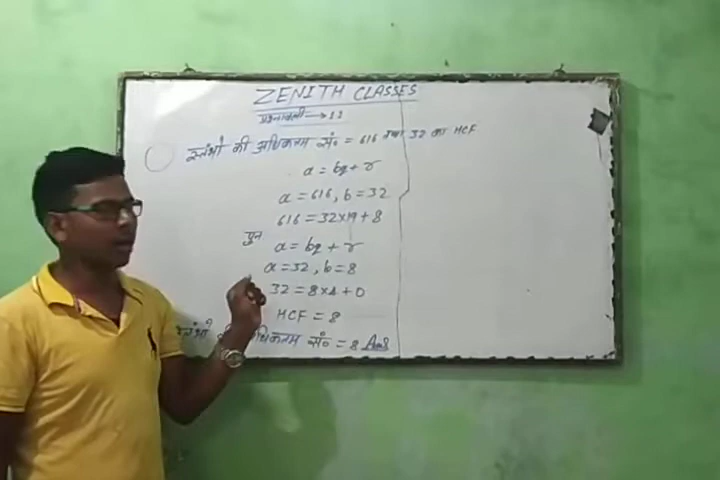 ZENITH CLASSES
प्रश्नावली → 1.1
स्तंभो की अधिकतम सं० = 616 तथा 32 का HCF
a = bq + r
a = 616, b = 32
616 = 32×19 + 8
पुन
a = bq + r
a = 32, b = 8
32 = 8×4 + 0
HCF = 8
की अधिकतम सं० = 8 Ans